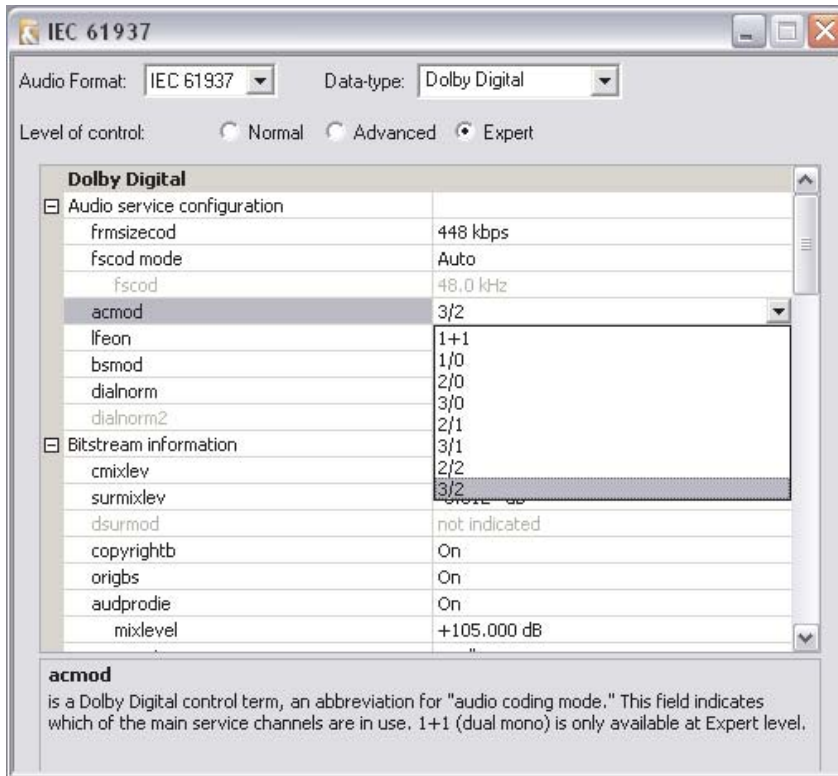 IEC 61937
Audio Format: IEC 61937 Data-type: Dolby Digital
Level of control: Normal Advanced Expert
Dolby Digital
Audio service configuration
frmsizecod 448 kbps
fscod mode Auto
fscod 48.0 kHz
acmod 3/2
lfeon
1+1
bsmod
1/0
dialnorm
2/0
dialnorm2
3/0
2/1
Bitstream information
3/1
cmixlev
2/2
surmixlev
3/2
dB
dsurmod not indicated
copyrightb On
origbs On
audprodie On
mixlevel +105.000 dB
acmod
is a Dolby Digital control term, an abbreviation for "audio coding mode." This field indicates
which of the main service channels are in use. 1+1 (dual mono) is only available at Expert level.